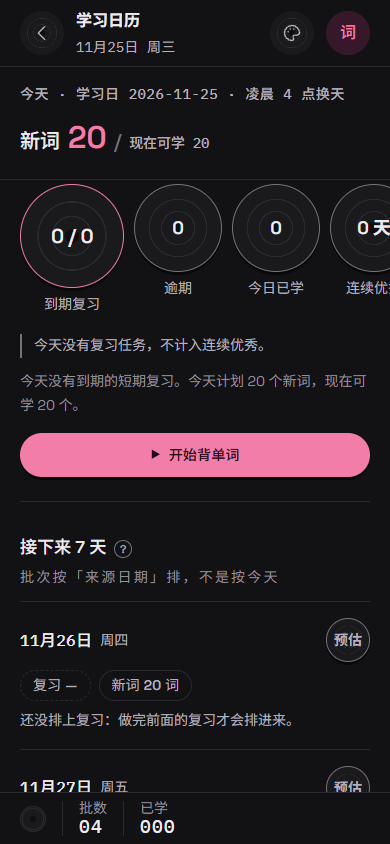 学习日历
11月25日 周三
词
今天 · 学习日 2026-11-25 · 凌晨 4 点换天
新词 20 / 现在可学 20
0 / 0
到期复习
0
逾期
0
今日已学
0 天
连续优
今天没有复习任务，不计入连续优秀。
今天没有到期的短期复习。今天计划 20 个新词，现在可
学 20 个。
开始背单词
接下来 7 天 ?
批次按「来源日期」排，不是按今天
11月26日 周四
预估
复习 —
新词 20 词
还没排上复习：做完前面的复习才会排进来。
11月27日 周五
预估
批数
04
已学
000